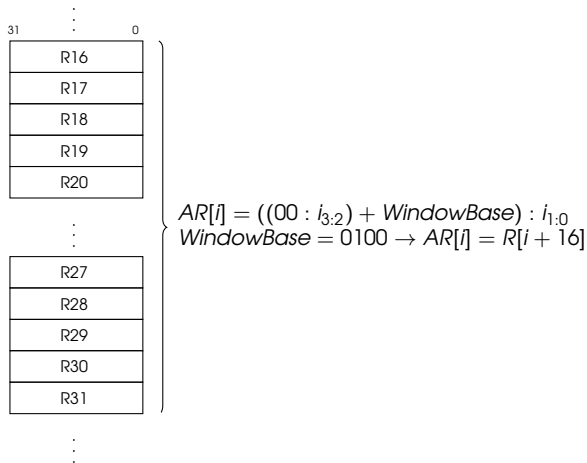 31 0
R16
R17
R18
R19
R20
AR[i] = ((00 : i₃:₂) + WindowBase) : i₁:₀
WindowBase = 0100 → AR[i] = R[i + 16]
R27
R28
R29
R30
R31